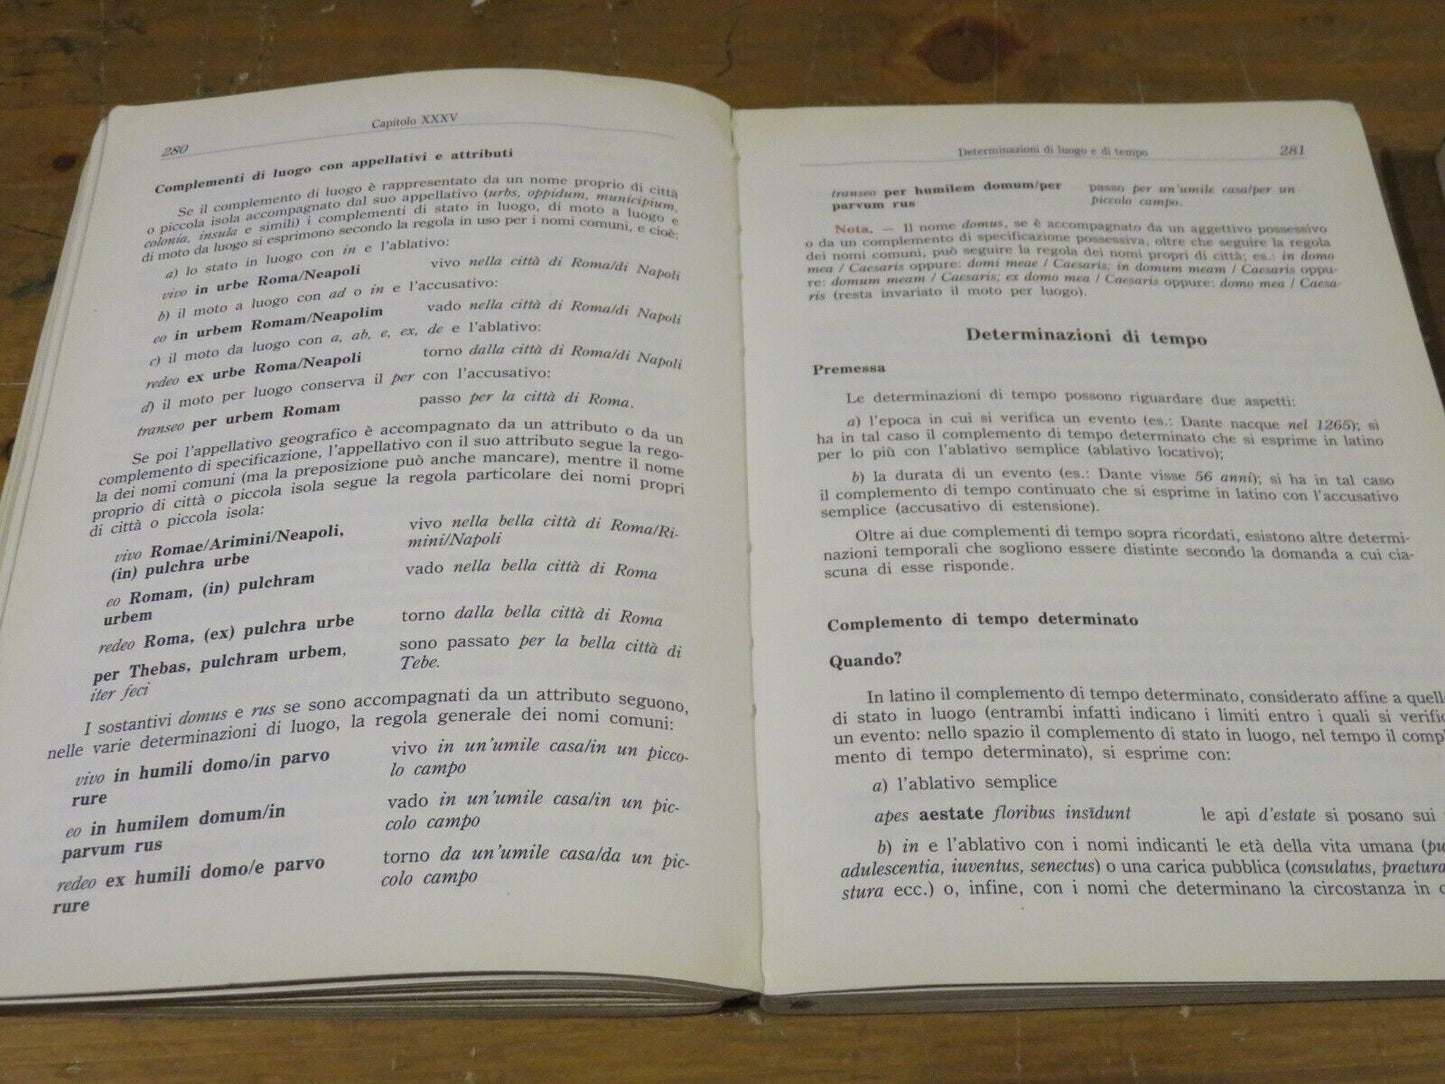 280
Capitolo XXXV
Complementi di luogo con appellativi e attributi
Se il complemento di luogo è rappresentato da un nome proprio di città
o piccola isola accompagnato dal suo appellativo (urbs, oppidum, municipium,
colonia, insula e simili) i complementi di stato in luogo, di moto a luogo e
di moto da luogo si esprimono secondo la regola in uso per i nomi comuni, e cioè:
a) lo stato in luogo con in e l'ablativo:
vivo in urbe Roma/Neapoli vivo nella città di Roma/di Napoli
b) il moto a luogo con ad o in e l'accusativo:
eo in urbem Romam/Neapolim vado nella città di Roma/di Napoli
c) il moto da luogo con a, ab, e, ex, de e l'ablativo:
redeo ex urbe Roma/Neapoli torno dalla città di Roma/di Napoli
d) il moto per luogo conserva il per con l'accusativo:
transeo per urbem Romam passo per la città di Roma.
Se poi l'appellativo geografico è accompagnato da un attributo o da un
complemento di specificazione, l'appellativo con il suo attributo segue la rego-
la dei nomi comuni (ma la preposizione può anche mancare), mentre il nome
proprio di città o piccola isola segue la regola particolare dei nomi propri
di città o piccola isola:
vivo Romae/Arimini/Neapoli, vivo nella bella città di Roma/Ri-
(in) pulchra urbe mini/Napoli
eo Romam, (in) pulchram vado nella bella città di Roma
urbem
redeo Roma, (ex) pulchra urbe torno dalla bella città di Roma
per Thebas, pulchram urbem, sono passato per la bella città di
iter feci Tebe.
I sostantivi domus e rus se sono accompagnati da un attributo seguono,
nelle varie determinazioni di luogo, la regola generale dei nomi comuni:
vivo in humili domo/in parvo vivo in un'umile casa/in un picco-
rure lo campo
eo in humilem domum/in vado in un'umile casa/in un pic-
parvum rus colo campo
redeo ex humili domo/e parvo torno da un'umile casa/da un pic-
rure colo campo
Determinazioni di luogo e di tempo 281
transeo per humilem domum/per passo per un'umile casa/per un
parvum rus piccolo campo.
Nota. — Il nome domus, se è accompagnato da un aggettivo possessivo
o da un complemento di specificazione possessiva, oltre che seguire la regola
dei nomi comuni, può seguire la regola dei nomi propri di città; es.: in domo
mea / Caesaris oppure: domi meae / Caesaris; in domum meam / Caesaris oppu-
re: domum meam / Caesaris; ex domo mea / Caesaris oppure: domo mea / Caesa-
ris (resta invariato il moto per luogo).
Determinazioni di tempo
Premessa
Le determinazioni di tempo possono riguardare due aspetti:
a) l'epoca in cui si verifica un evento (es.: Dante nacque nel 1265); si
ha in tal caso il complemento di tempo determinato che si esprime in latino
per lo più con l'ablativo semplice (ablativo locativo);
b) la durata di un evento (es.: Dante visse 56 anni); si ha in tal caso
il complemento di tempo continuato che si esprime in latino con l'accusativo
semplice (accusativo di estensione).
Oltre ai due complementi di tempo sopra ricordati, esistono altre determi-
nazioni temporali che sogliono essere distinte secondo la domanda a cui cia-
scuna di esse risponde.
Complemento di tempo determinato
Quando?
In latino il complemento di tempo determinato, considerato affine a quello
di stato in luogo (entrambi infatti indicano i limiti entro i quali si verific
un evento: nello spazio il complemento di stato in luogo, nel tempo il comp
mento di tempo determinato), si esprime con:
a) l'ablativo semplice
apes aestate floribus insīdunt le api d'estate si posano sui
b) in e l'ablativo con i nomi indicanti le età della vita umana (pu
adulescentia, iuventus, senectus) o una carica pubblica (consulatus, praetura
stura ecc.) o, infine, con i nomi che determinano la circostanza in c